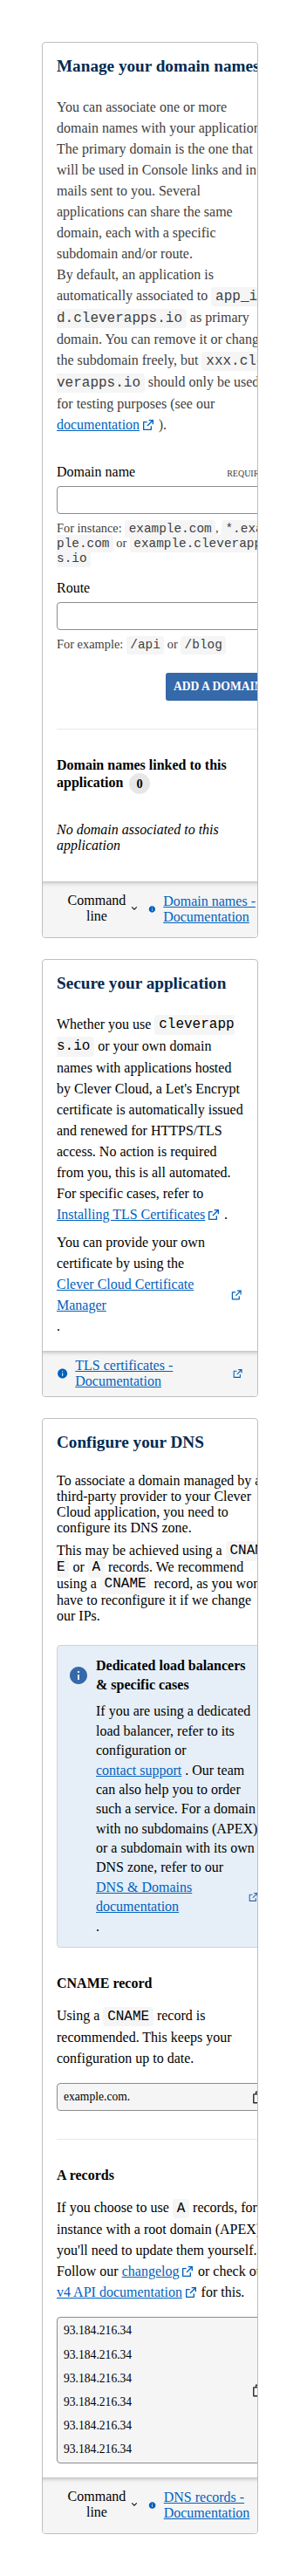 Manage your domain names
You can associate one or more
domain names with your application
The primary domain is the one that
will be used in Console links and in
mails sent to you. Several
applications can share the same
domain, each with a specific
subdomain and/or route.
By default, an application is
automatically associated to app_i
d.cleverapps.io as primary
domain. You can remove it or chang
the subdomain freely, but xxx.cl
verapps.io should only be used
for testing purposes (see our
documentation ).
Domain name REQUIR
For instance: example.com, *.exa
ple.com or example.cleverapp
s.io
Route
For example: /api or /blog
ADD A DOMAIN
Domain names linked to this
application 0
No domain associated to this
application
Command
line
Domain names -
Documentation
Secure your application
Whether you use cleverapp
s.io or your own domain
names with applications hosted
by Clever Cloud, a Let's Encrypt
certificate is automatically issued
and renewed for HTTPS/TLS
access. No action is required
from you, this is all automated.
For specific cases, refer to
Installing TLS Certificates .
You can provide your own
certificate by using the
Clever Cloud Certificate
Manager
.
TLS certificates -
Documentation
Configure your DNS
To associate a domain managed by a
third-party provider to your Clever
Cloud application, you need to
configure its DNS zone.
This may be achieved using a CNAM
E or A records. We recommend
using a CNAME record, as you won
have to reconfigure it if we change
our IPs.
Dedicated load balancers
& specific cases
If you are using a dedicated
load balancer, refer to its
configuration or
contact support . Our team
can also help you to order
such a service. For a domain
with no subdomains (APEX)
or a subdomain with its own
DNS zone, refer to our
DNS & Domains
documentation
.
CNAME record
Using a CNAME record is
recommended. This keeps your
configuration up to date.
example.com.
A records
If you choose to use A records, for
instance with a root domain (APEX)
you'll need to update them yourself.
Follow our changelog or check ou
v4 API documentation for this.
93.184.216.34
93.184.216.34
93.184.216.34
93.184.216.34
93.184.216.34
93.184.216.34
Command
line
DNS records -
Documentation